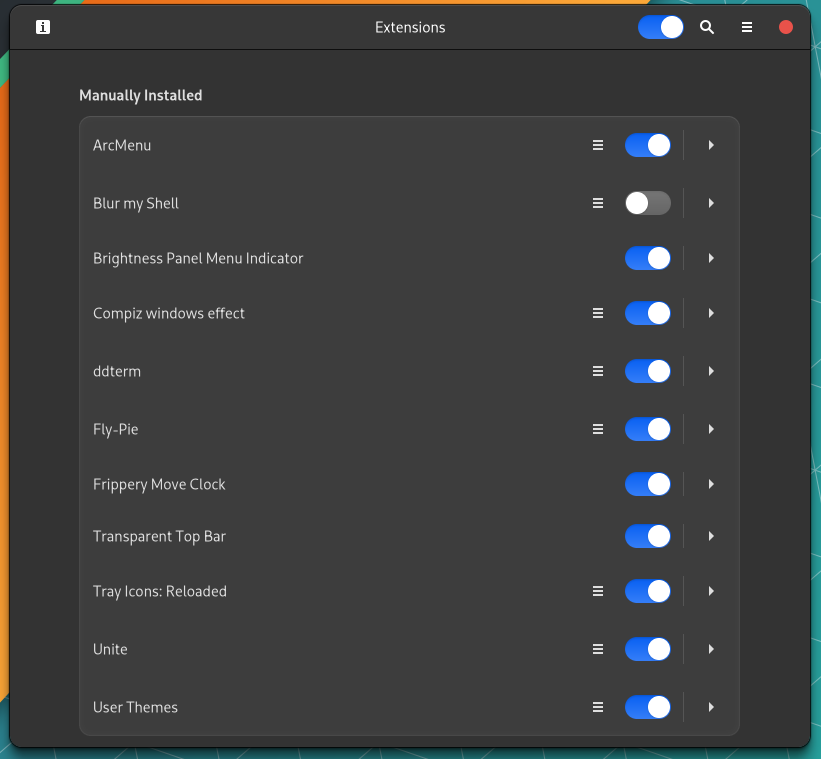 Extensions
Manually Installed
ArcMenu
Blur my Shell
Brightness Panel Menu Indicator
Compiz windows effect
ddterm
Fly-Pie
Frippery Move Clock
Transparent Top Bar
Tray Icons: Reloaded
Unite
User Themes